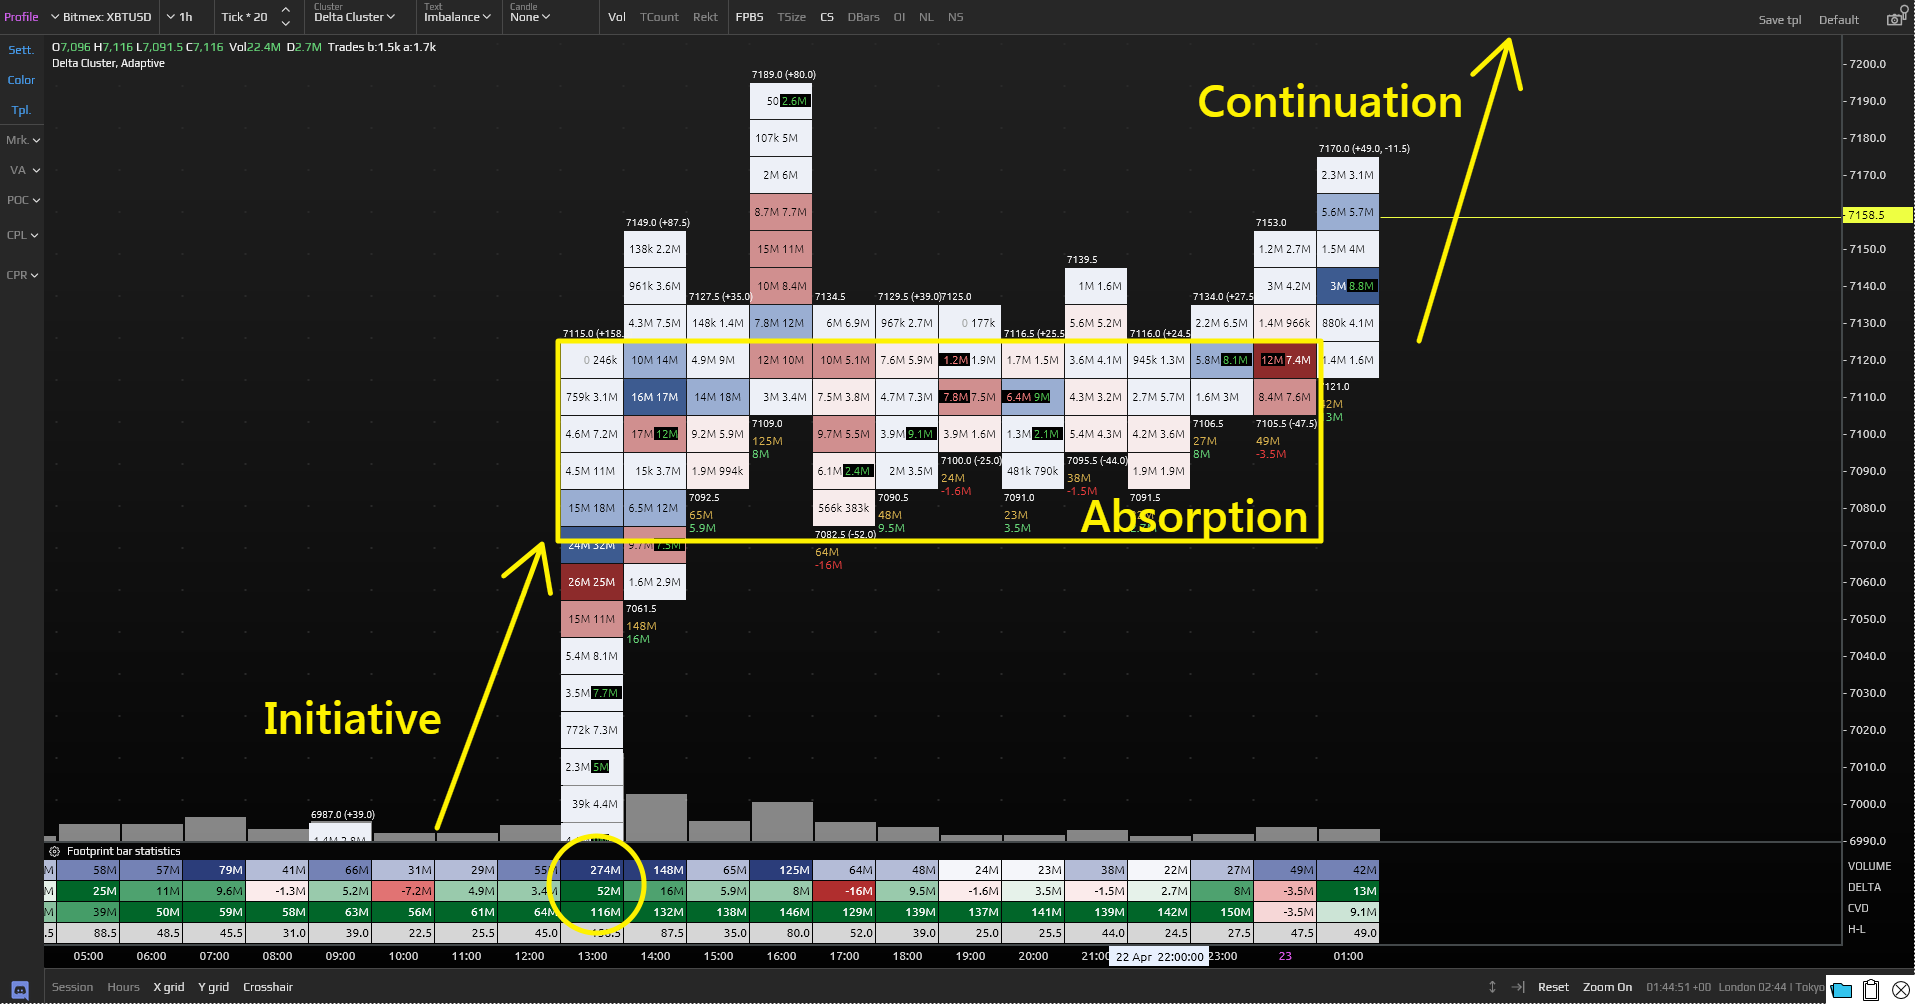 Profile Bitmex: XBTUSD 1h Tick * 20 Cluster Delta Cluster Text Imbalance Candle None Vol TCount Rekt FPBS TSize CS DBars OI NL NS Save tpl Default
Sett. O7,096 H7,116 L7,091.5 C7,116 Vol22.4M D2.7M Trades b:1.5k a:1.7k
Delta Cluster, Adaptive
Color
Tpl.
Mrk.
VA
POC
CPL
CPR
Continuation
Absorption
Initiative
7200.0
7190.0
7180.0
7170.0
7158.5
7150.0
7140.0
7130.0
7120.0
7110.0
7100.0
7090.0
7080.0
7070.0
7060.0
7050.0
7040.0
7030.0
7020.0
7010.0
7000.0
6990.0
6987.0 (+39.0)
7115.0 (+158.
0 246k
759k 3.1M
4.6M 7.2M
4.5M 11M
15M 18M
24M 32M
26M 25M
15M 11M
5.4M 8.1M
3.5M 7.7M
772k 7.3M
2.3M 5M
39k 4.4M
7149.0 (+87.5)
138k 2.2M
961k 3.6M
4.3M 7.5M
10M 14M
16M 17M
17M 12M
15k 3.7M
6.5M 12M
9.7M 7.5M
1.6M 2.9M
7061.5
148M
16M
7127.5 (+35.0)
148k 1.4M
4.9M 9M
14M 18M
9.2M 5.9M
1.9M 994k
7092.5
65M
5.9M
7189.0 (+80.0)
50 2.6M
107k 5M
2M 6M
8.7M 7.7M
15M 11M
10M 8.4M
7.8M 12M
12M 10M
3M 3.4M
7109.0
125M
8M
7134.5
6M 6.9M
10M 5.1M
7.5M 3.8M
9.7M 5.5M
6.1M 2.4M
566k 383k
7082.5 (-52.0)
64M
-16M
7129.5 (+39.0)
967k 2.7M
7.6M 5.9M
4.7M 7.3M
3.9M 9.1M
2M 3.5M
7090.5
48M
9.5M
7125.0
0 177k
1.2M 1.9M
7.8M 7.5M
3.9M 1.6M
7100.0 (-25.0)
24M
-1.6M
7116.5 (+25.5
1.7M 1.5M
6.4M 9M
1.3M 2.1M
481k 790k
7091.0
23M
3.5M
7139.5
1M 1.6M
5.6M 5.2M
3.6M 4.1M
4.3M 3.2M
5.4M 4.3M
7095.5 (-44.0)
38M
-1.5M
7116.0 (+24.5
945k 1.3M
2.7M 5.7M
4.2M 3.6M
1.9M 1.9M
7091.5
7134.0 (+27.5
2.2M 6.5M
5.8M 8.1M
1.6M 3M
7106.5
27M
8M
7153.0
1.2M 2.7M
3M 4.2M
1.4M 966k
12M 7.4M
8.4M 7.6M
7105.5 (-47.5)
49M
-3.5M
7170.0 (+49.0, -11.5)
2.3M 3.1M
5.6M 5.7M
1.5M 4M
3M 8.8M
880k 4.1M
1.4M 1.6M
7121.0
Footprint bar statistics
58M 57M 79M 41M 66M 31M 29M 55M 274M 148M 65M 125M 64M 48M 24M 23M 38M 22M 27M 49M 42M VOLUME
25M 11M 9.6M -1.3M 5.2M -7.2M 4.9M 3.4M 52M 16M 5.9M 8M -16M 9.5M -1.6M 3.5M -1.5M 2.7M 8M -3.5M 13M DELTA
39M 50M 59M 58M 63M 56M 61M 64M 116M 132M 138M 146M 129M 139M 137M 141M 139M 142M 150M -3.5M 9.1M CVD
88.5 48.5 45.5 31.0 39.0 22.5 25.5 45.0 87.5 35.0 80.0 52.0 39.0 25.0 25.5 44.0 24.5 27.5 47.5 49.0 H-L
05:00 06:00 07:00 08:00 09:00 10:00 11:00 12:00 13:00 14:00 15:00 16:00 17:00 18:00 19:00 20:00 21:0 22 Apr 22:00:00 23:00 23 01:00
Session Hours X grid Y grid Crosshair Reset Zoom On 01:44:51 +00 London 02:44 | Tokyo